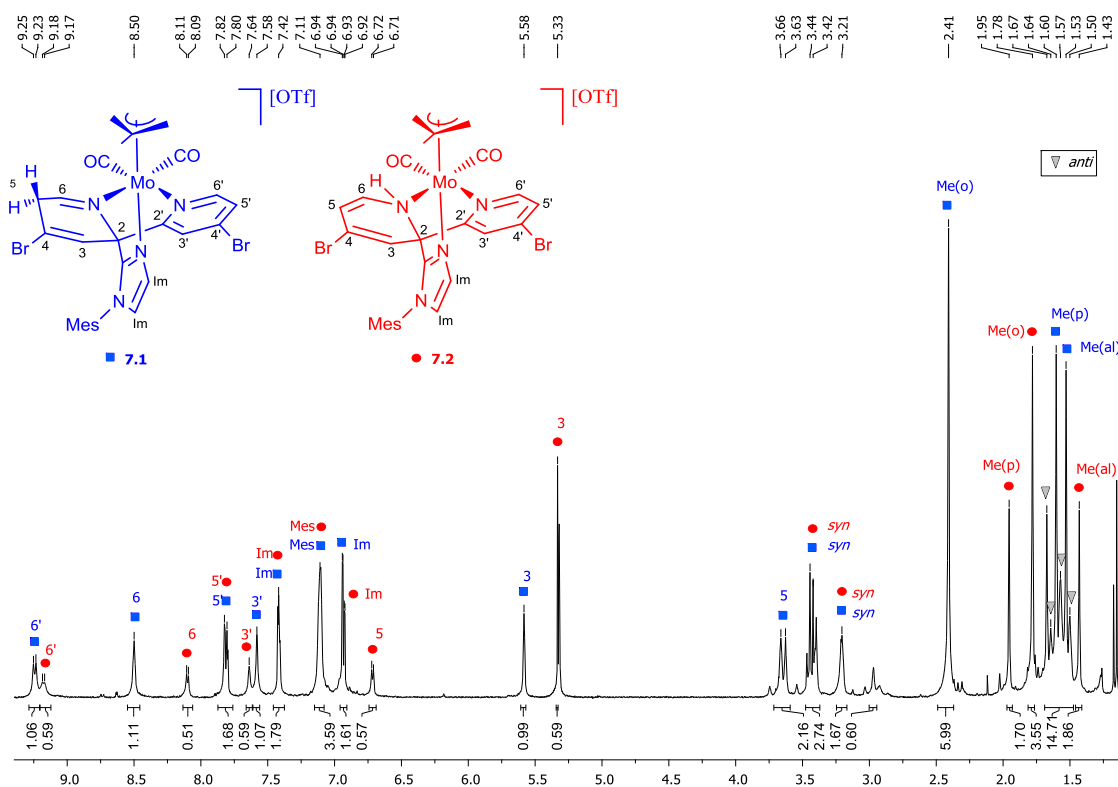 9.25 9.23 9.18 9.17 8.50 8.11 8.09 7.82 7.80 7.64 7.58 7.42 7.11 6.94 6.94 6.93 6.92 6.72 6.71 5.58 5.33 3.66 3.63 3.44 3.42 3.21 2.41 1.95 1.78 1.67 1.64 1.60 1.57 1.53 1.50 1.43
[OTf] [OTf]
anti
OC CO OC CO
H H
5 6 N Mo N 6' 5' 6 N Mo N 6' 5'
H 2 2' 5 2 2'
Br 4 3 N 3' 4' Br Br 4 3 N 3' 4' Br
N Im N Im
Mes Im Mes Im
7.1 7.2
Me(o)
Me(p)
Me(o)
Me(al)
3
Me(p) Me(al)
Mes syn
Im Mes Im syn
5' Im Im
6 5' 3' 3 5 syn
6' 6 3' 5 syn
6'
1.06 0.59 1.11 0.51 1.68 0.59 1.07 1.79 3.59 1.61 0.57 0.99 0.59 2.16 2.74 1.67 0.60 5.99 1.70 3.55 14.71 1.86
9.0 8.5 8.0 7.5 7.0 6.5 6.0 5.5 5.0 4.5 4.0 3.5 3.0 2.5 2.0 1.5